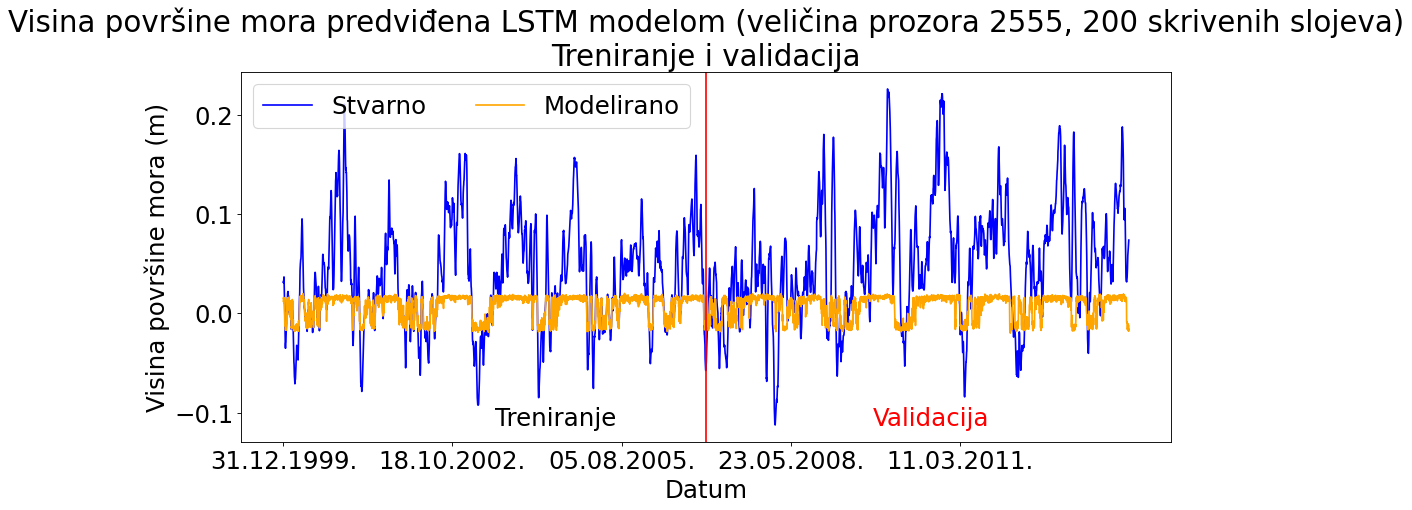 Visina površine mora predviđena LSTM modelom (veličina prozora 2555, 200 skrivenih slojeva)
Treniranje i validacija
Stvarno Modelirano
Visina površine mora (m)
0.2
0.1
0.0
−0.1
Treniranje Validacija
31.12.1999. 18.10.2002. 05.08.2005. 23.05.2008. 11.03.2011.
Datum